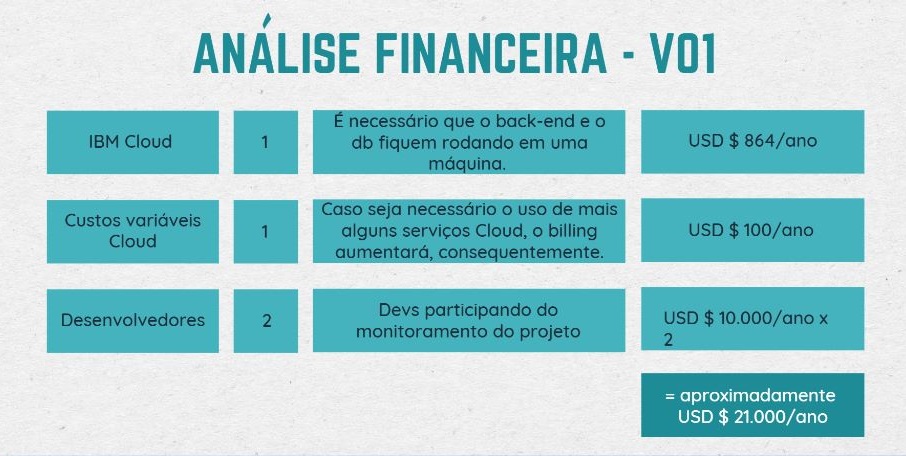 ANÁLISE FINANCEIRA - V01
IBM Cloud
1
É necessário que o back-end e o
db fiquem rodando em uma
máquina.
USD $ 864/ano
Custos variáveis
Cloud
1
Caso seja necessário o uso de mais
alguns serviços Cloud, o billing
aumentará, consequentemente.
USD $ 100/ano
Desenvolvedores
2
Devs participando do
monitoramento do projeto
USD $ 10.000/ano x
2
= aproximadamente
USD $ 21.000/ano